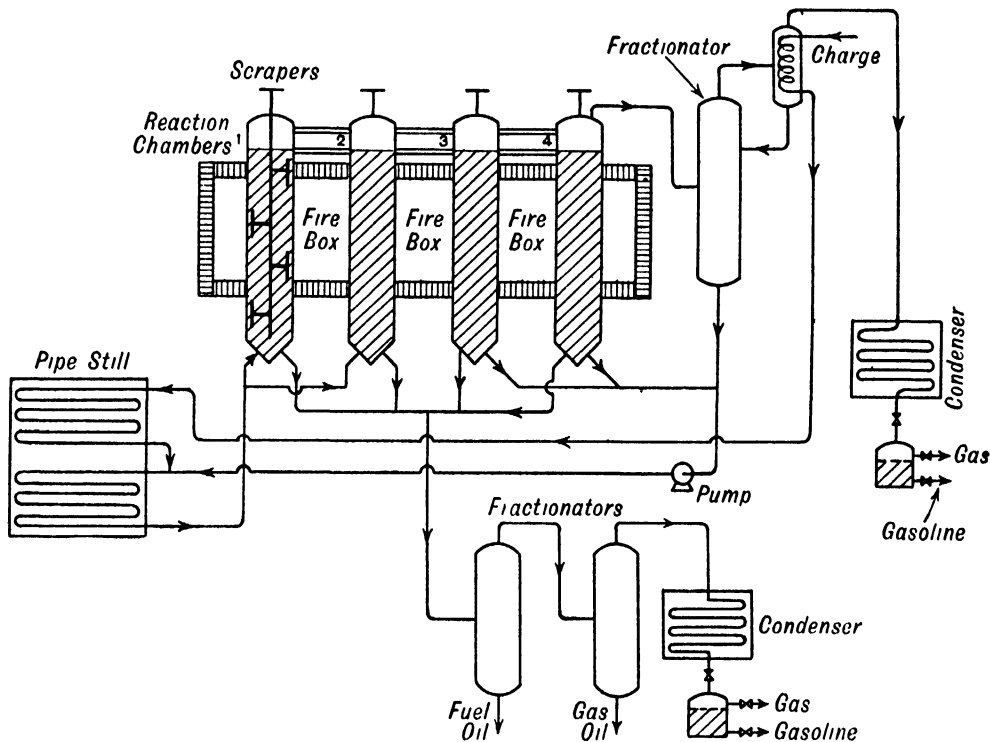 Fractionator
Charge
Scrapers
Reaction
Chambers 1
2
3
4
Fire
Box
Fire
Box
Fire
Box
Pipe Still
Condenser
Gas
Gasoline
Pump
Fractionators
Condenser
Fuel
Oil
Gas
Oil
Gas
Gasoline